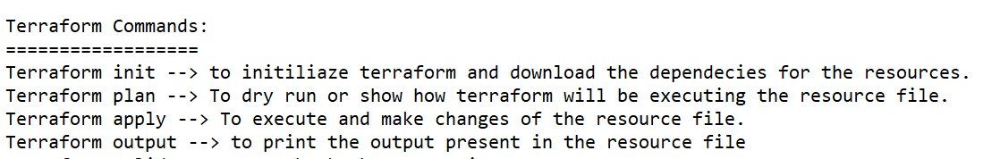 Terraform Commands:
==================
Terraform init --> to initiliaze terraform and download the dependecies for the resources.
Terraform plan --> To dry run or show how terraform will be executing the resource file.
Terraform apply --> To execute and make changes of the resource file.
Terraform output --> to print the output present in the resource file